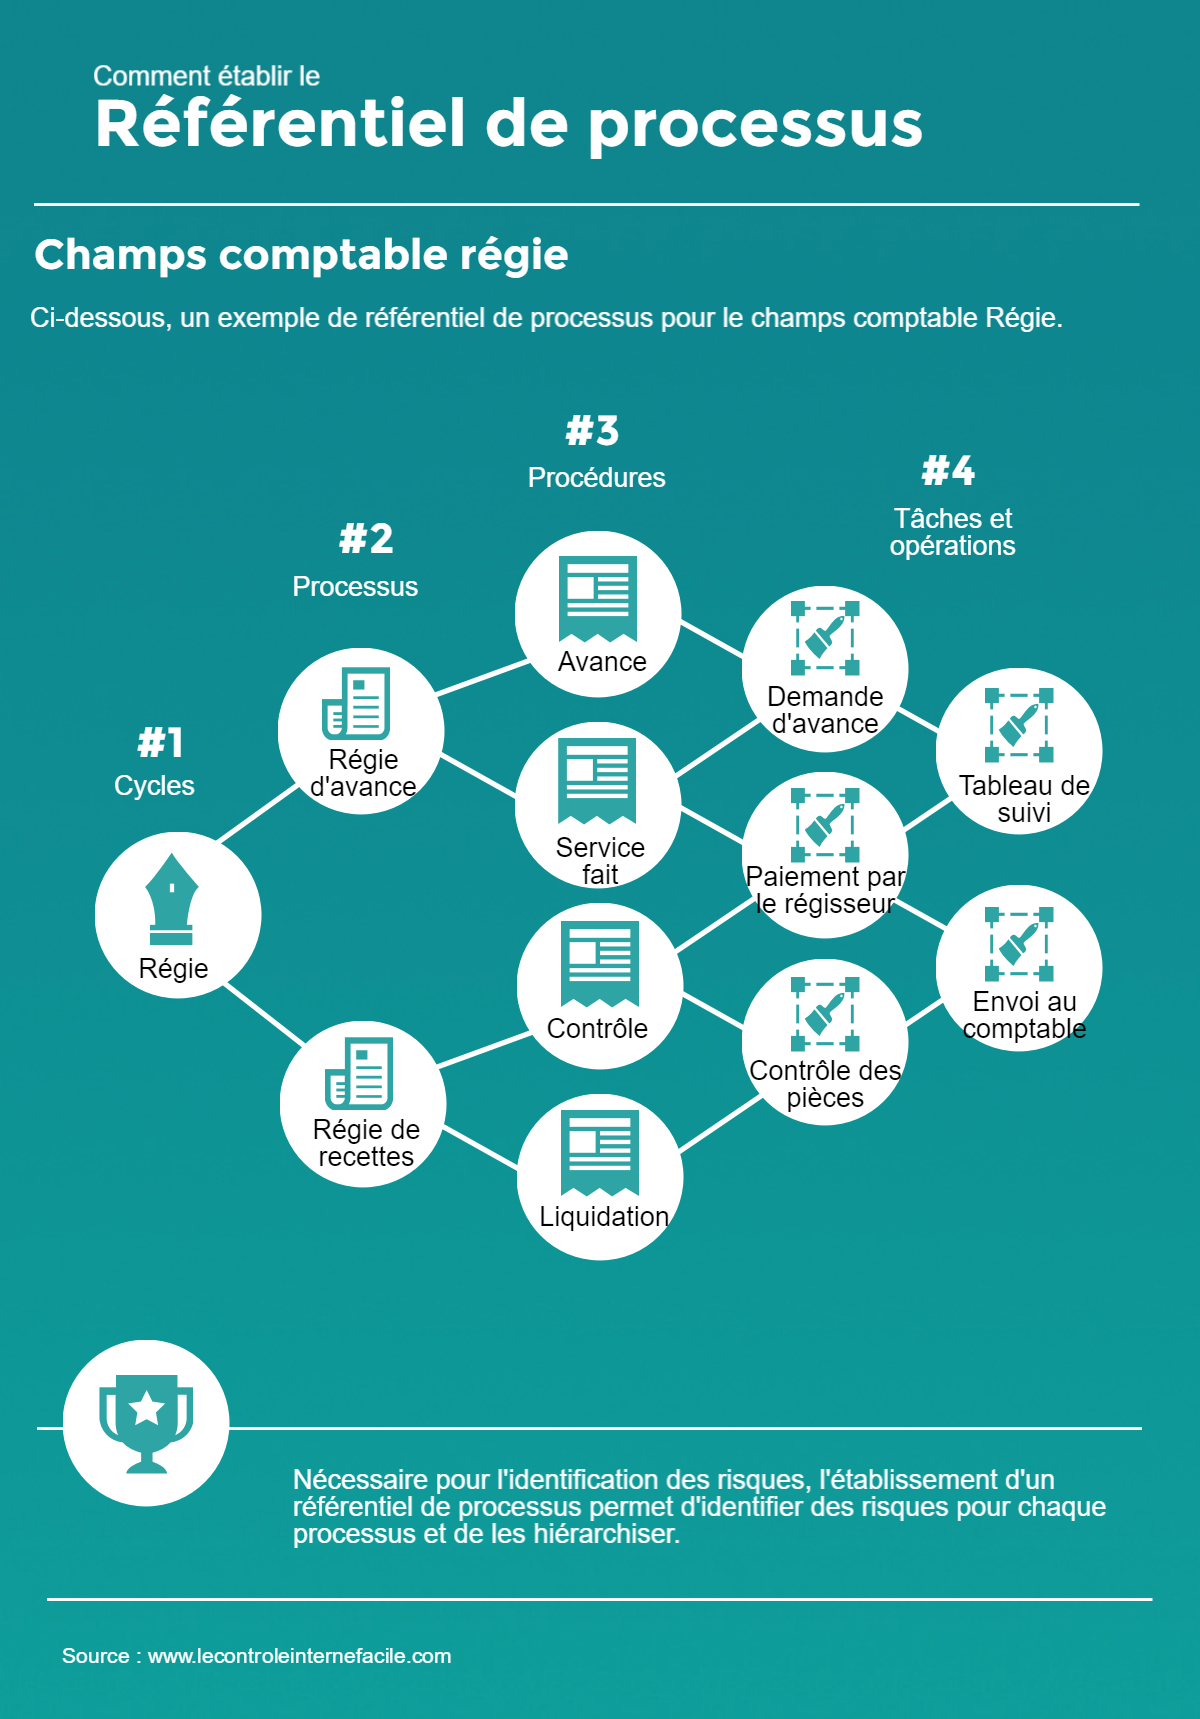 Comment établir le
Référentiel de processus
Champs comptable régie
Ci-dessous, un exemple de référentiel de processus pour le champs comptable Régie.
#1
Cycles
#2
Processus
#3
Procédures
#4
Tâches et
opérations
Régie
Régie
d'avance
Régie de
recettes
Avance
Service
fait
Contrôle
Liquidation
Demande
d'avance
Paiement par
le régisseur
Contrôle des
pièces
Tableau de
suivi
Envoi au
comptable
Nécessaire pour l'identification des risques, l'établissement d'un
référentiel de processus permet d'identifier des risques pour chaque
processus et de les hiérarchiser.
Source : www.lecontroleinternefacile.com